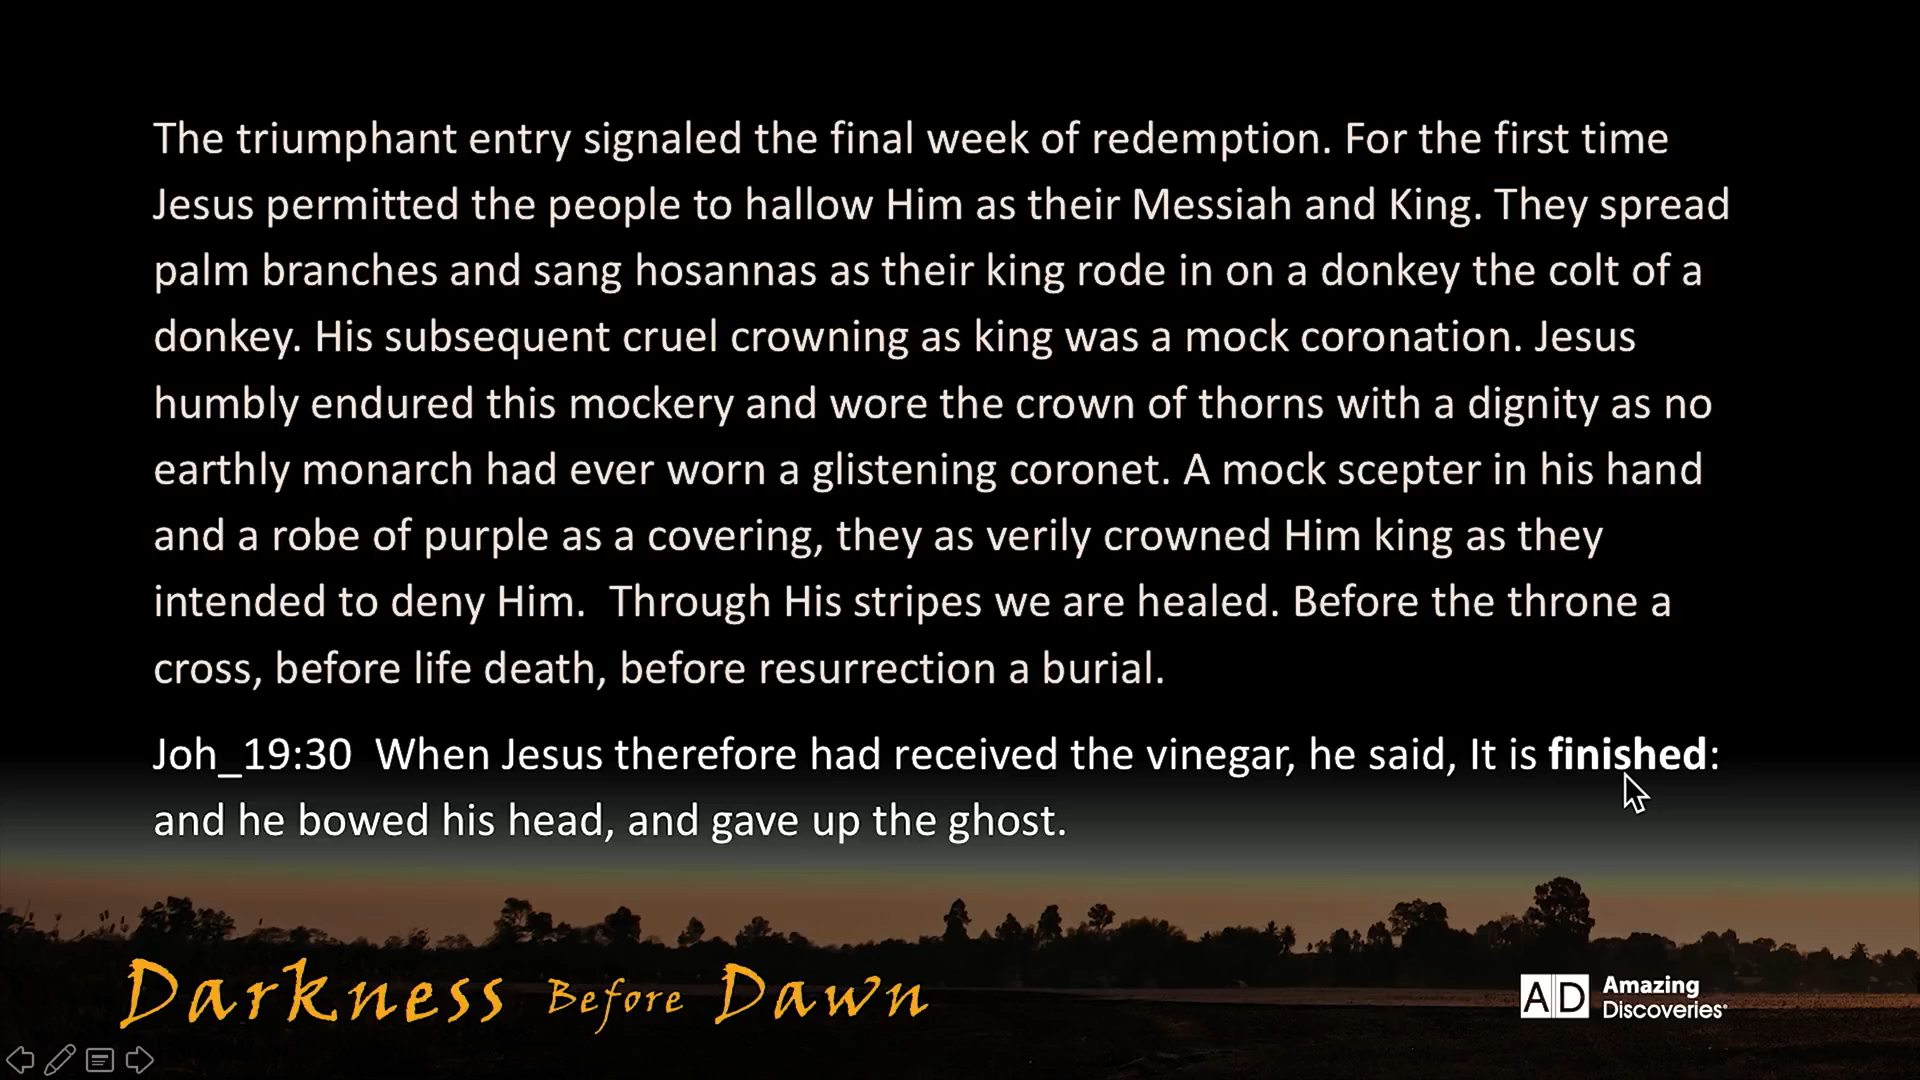 The triumphant entry signaled the final week of redemption. For the first time
Jesus permitted the people to hallow Him as their Messiah and King. They spread
palm branches and sang hosannas as their king rode in on a donkey the colt of a
donkey. His subsequent cruel crowning as king was a mock coronation. Jesus
humbly endured this mockery and wore the crown of thorns with a dignity as no
earthly monarch had ever worn a glistening coronet. A mock scepter in his hand
and a robe of purple as a covering, they as verily crowned Him king as they
intended to deny Him.  Through His stripes we are healed. Before the throne a
cross, before life death, before resurrection a burial.
Joh_19:30  When Jesus therefore had received the vinegar, he said, It is finished:
and he bowed his head, and gave up the ghost.
Darkness Before Dawn
AD Amazing
Discoveries